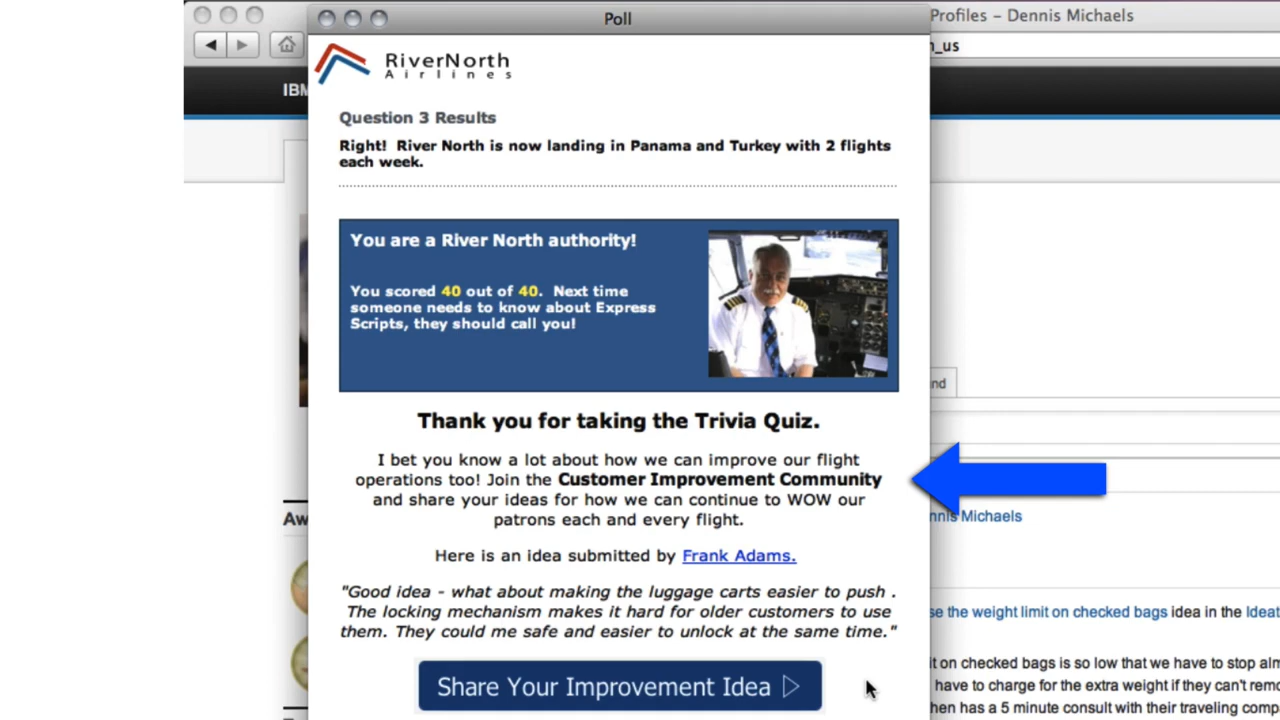 Poll
Profiles – Dennis Michaels
n_us
IBM
RiverNorth
Airlines
Question 3 Results
Right! River North is now landing in Panama and Turkey with 2 flights
each week.
You are a River North authority!
You scored 40 out of 40. Next time
someone needs to know about Express
Scripts, they should call you!
nd
Thank you for taking the Trivia Quiz.
I bet you know a lot about how we can improve our flight
operations too! Join the Customer Improvement Community
and share your ideas for how we can continue to WOW our
patrons each and every flight.
Here is an idea submitted by Frank Adams.
"Good idea - what about making the luggage carts easier to push .
The locking mechanism makes it hard for older customers to use
them. They could me safe and easier to unlock at the same time."
Share Your Improvement Idea
Aw
nnis Michaels
se the weight limit on checked bags idea in the Ideat
it on checked bags is so low that we have to stop alm
have to charge for the extra weight if they can't remo
hen has a 5 minute consult with their traveling comp